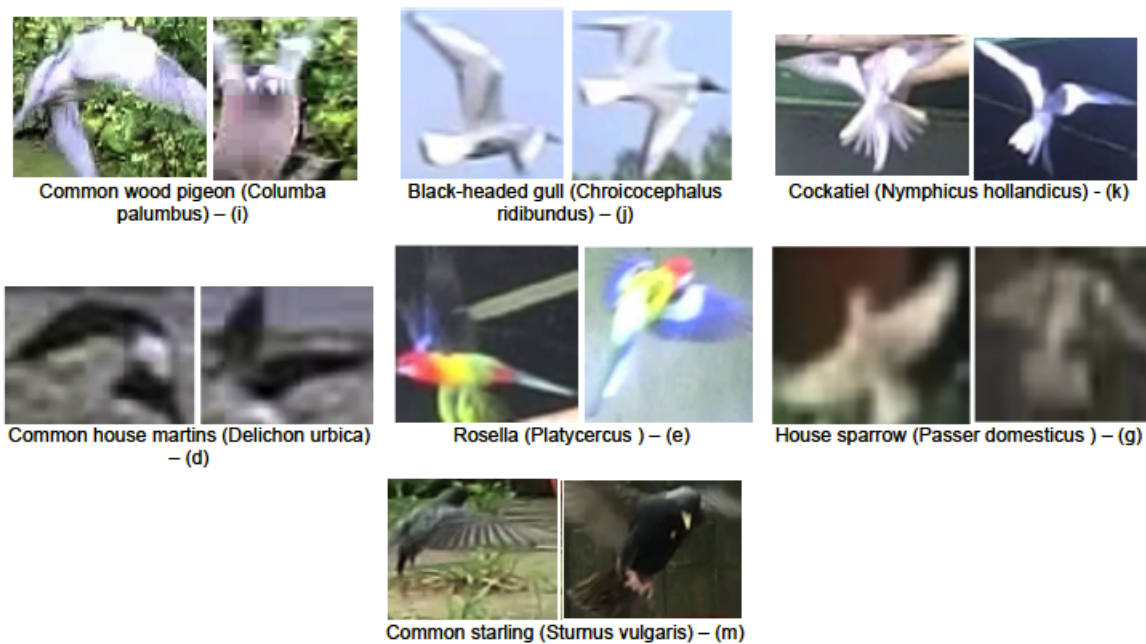 Common wood pigeon (Columba
palumbus) – (i)
Black-headed gull (Chroicocephalus
ridibundus) – (j)
Cockatiel (Nymphicus hollandicus) - (k)
Common house martins (Delichon urbica)
– (d)
Rosella (Platycercus ) – (e)
House sparrow (Passer domesticus ) – (g)
Common starling (Sturnus vulgaris) – (m)